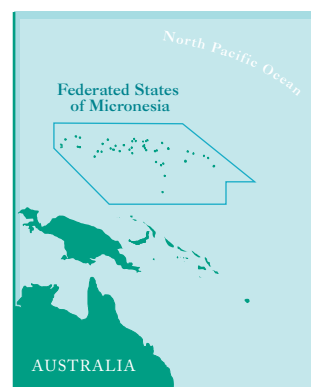 North Pacific Ocean
Federated States
of Micronesia
AUSTRALIA